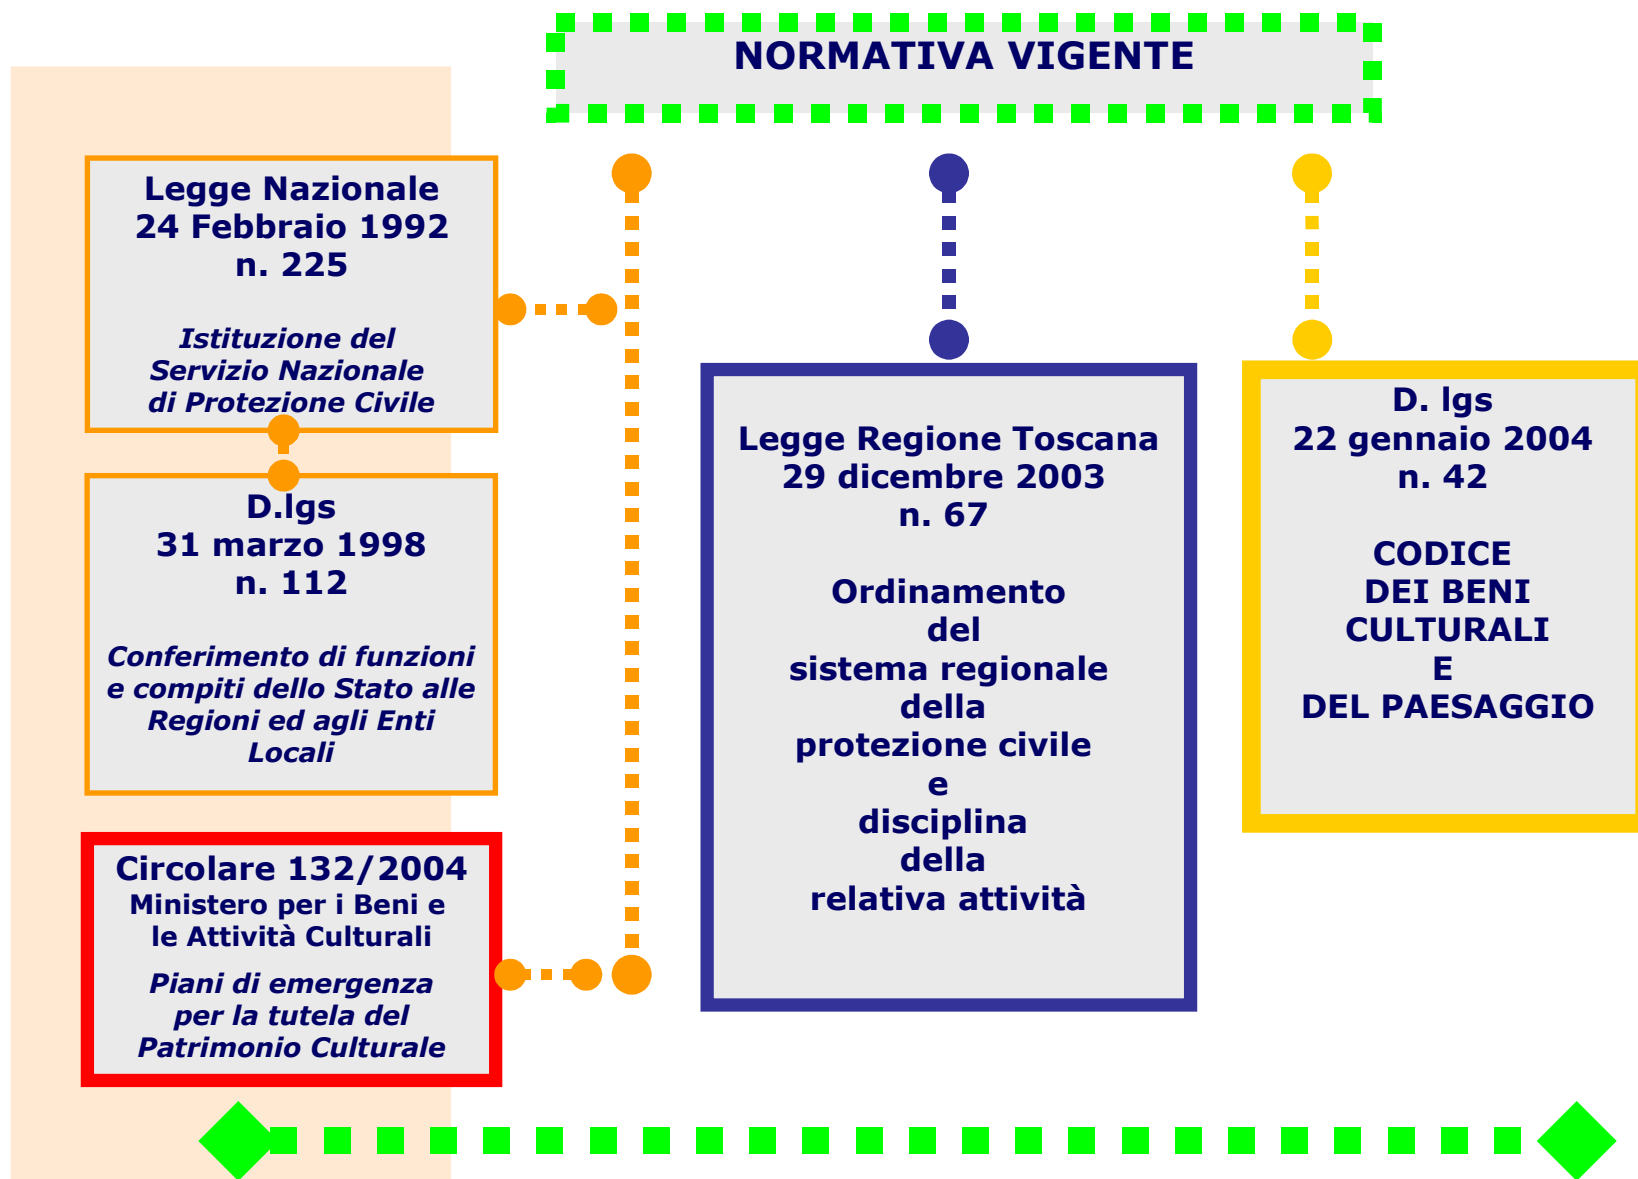 NORMATIVA VIGENTE
Legge Nazionale
24 Febbraio 1992
n. 225
Istituzione del
Servizio Nazionale
di Protezione Civile
D.lgs
31 marzo 1998
n. 112
Conferimento di funzioni
e compiti dello Stato alle
Regioni ed agli Enti
Locali
Circolare 132/2004
Ministero per i Beni e
le Attività Culturali
Piani di emergenza
per la tutela del
Patrimonio Culturale
Legge Regione Toscana
29 dicembre 2003
n. 67
Ordinamento
del
sistema regionale
della
protezione civile
e
disciplina
della
relativa attività
D. lgs
22 gennaio 2004
n. 42
CODICE
DEI BENI
CULTURALI
E
DEL PAESAGGIO